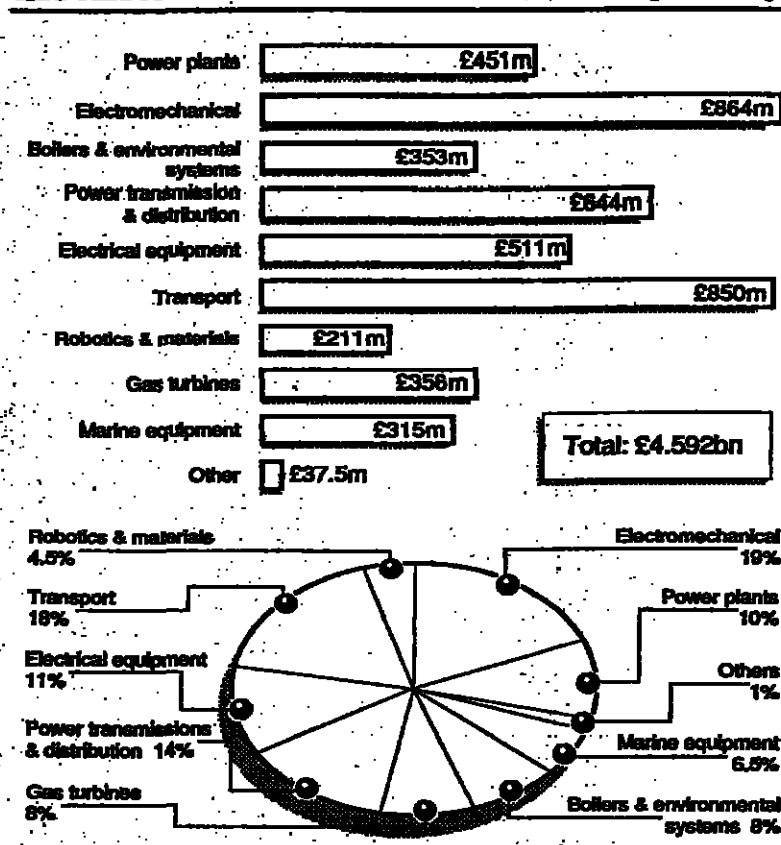 Power plants £451m
Electromechanical £864m
Boilers & environmental
systems £353m
Power transmission
& distribution £644m
Electrical equipment £511m
Transport £850m
Robotics & materials £211m
Gas turbines £356m
Marine equipment £315m
Other £37.5m
Total: £4.592bn
Robotics & materials
4.5%
Electromechanical
19%
Transport
18%
Power plants
10%
Electrical equipment
11%
Others
1%
Power transmissions
& distribution 14%
Marine equipment
6.5%
Gas turbines
8%
Boilers & environmental
systems 8%